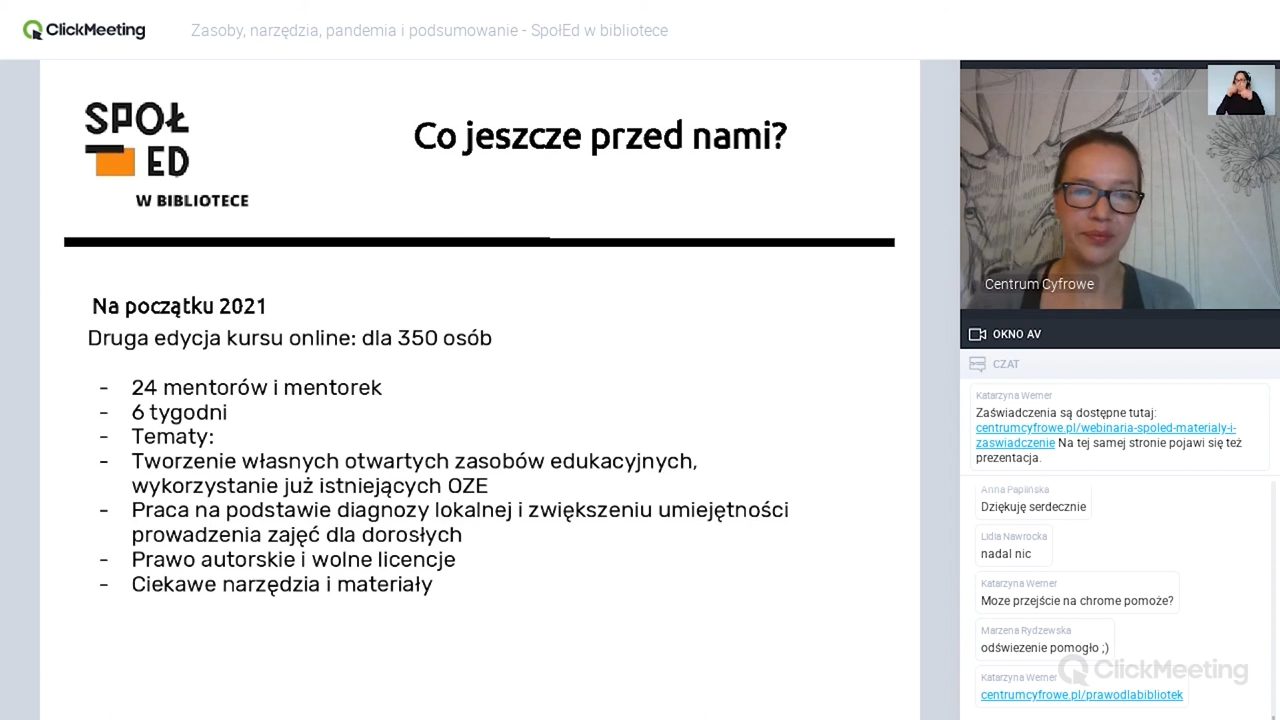 ClickMeeting
Zasoby, narzędzia, pandemia i podsumowanie - SpołEd w bibliotece
SPOŁ
ED
W BIBLIOTECE
Co jeszcze przed nami?
Na początku 2021
Druga edycja kursu online: dla 350 osób
- 24 mentorów i mentorek
- 6 tygodni
- Tematy:
- Tworzenie własnych otwartych zasobów edukacyjnych,
wykorzystanie już istniejących OZE
- Praca na podstawie diagnozy lokalnej i zwiększeniu umiejętności
prowadzenia zajęć dla dorosłych
- Prawo autorskie i wolne licencje
- Ciekawe narzędzia i materiały
Centrum Cyfrowe
OKNO AV
CZAT
Katarzyna Werner
Zaświadczenia są dostępne tutaj:
centrumcyfrowe.pl/webinaria-spoled-materialy-i-
zaswiadczenie Na tej samej stronie pojawi się też
prezentacja.
Anna Paplińska
Dziękuję serdecznie
Lidia Nawrocka
nadal nic
Katarzyna Werner
Moze przejście na chrome pomoże?
Marzena Rydzewska
odświezenie pomogło ;)
Katarzyna Werner
centrumcyfrowe.pl/prawodlabibliotek
ClickMeeting